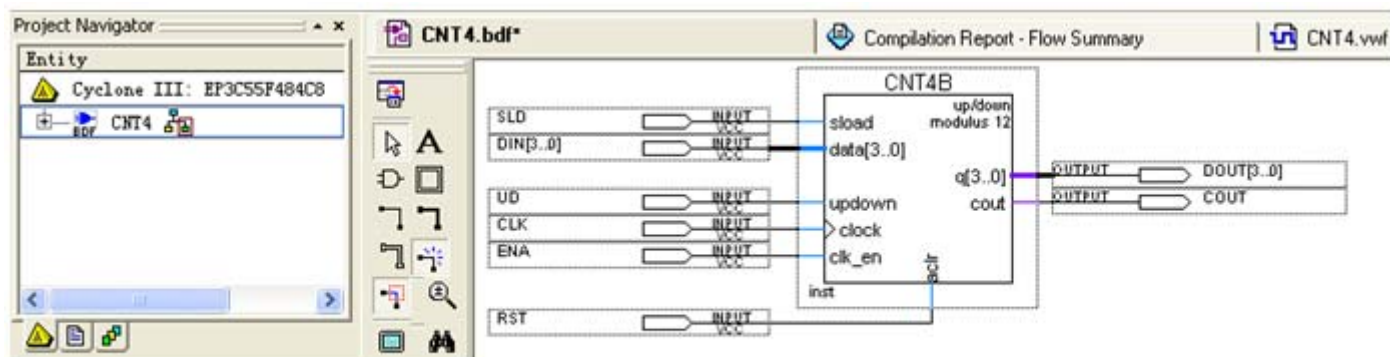 Project Navigator
Entity
Cyclone III: EP3C55F484C8
BDF CNT4
CNT4.bdf*
Compilation Report - Flow Summary
CNT4.vwf
A
CNT4B
up/down
modulus 12
SLD INPUT VCC
sload
DIN[3..0] INPUT VCC
data[3..0]
q[3..0]
OUTPUT DOUT[3..0]
UD INPUT VCC
updown
cout
OUTPUT COUT
CLK INPUT VCC
clock
ENA INPUT VCC
clk_en
aclr
inst
RST INPUT VCC